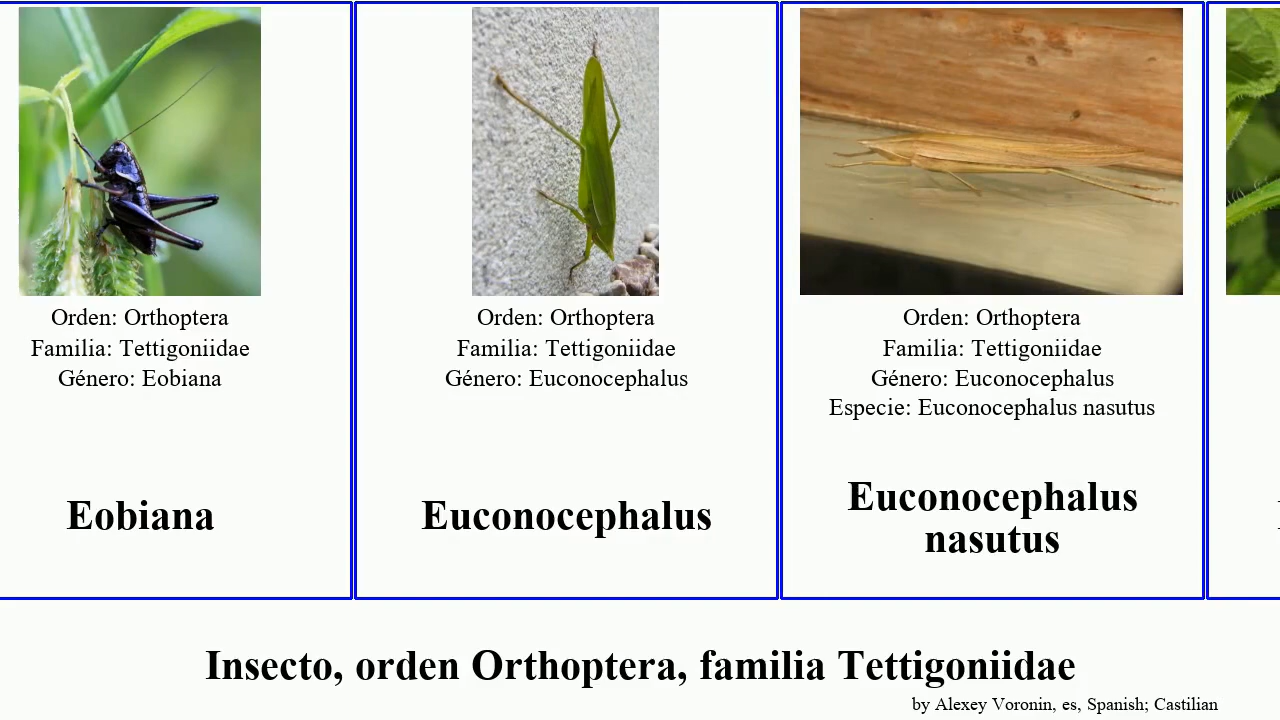 Orden: Orthoptera
Familia: Tettigoniidae
Género: Eobiana
Eobiana
Orden: Orthoptera
Familia: Tettigoniidae
Género: Euconocephalus
Euconocephalus
Orden: Orthoptera
Familia: Tettigoniidae
Género: Euconocephalus
Especie: Euconocephalus nasutus
Euconocephalus
nasutus
Insecto, orden Orthoptera, familia Tettigoniidae
by Alexey Voronin, es, Spanish; Castilian